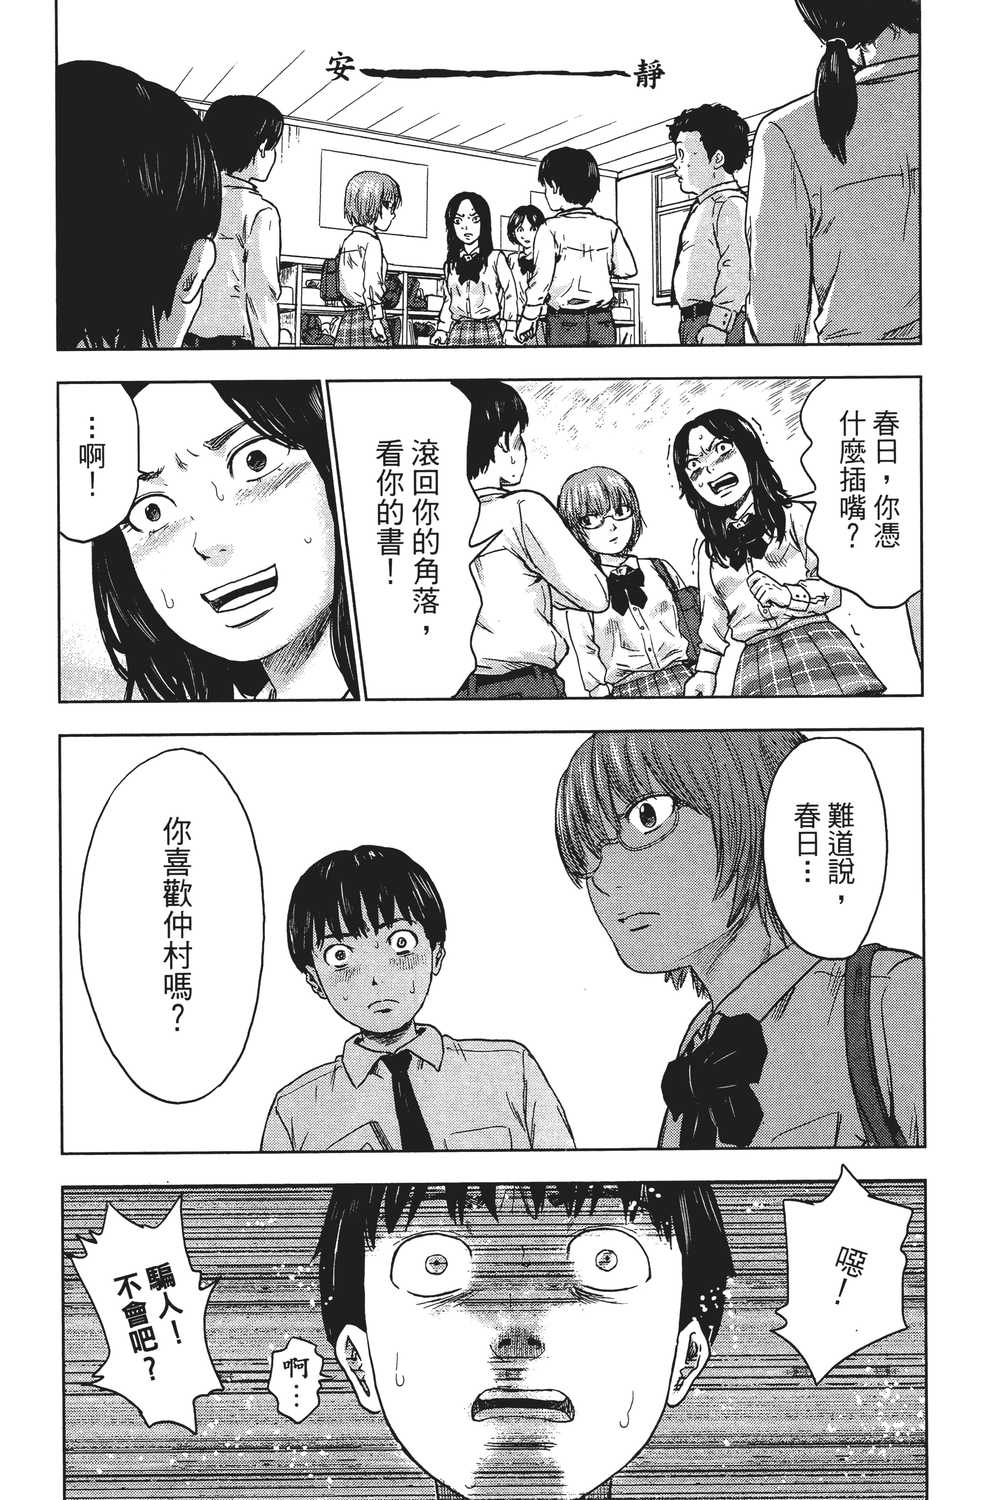 安靜
春日，你憑
什麼插嘴？
滾回你的角落，
看你的書！
…啊！
難道說，
春日…
你喜歡仲村嗎？
噁！
啊…
騙人！
不會吧？